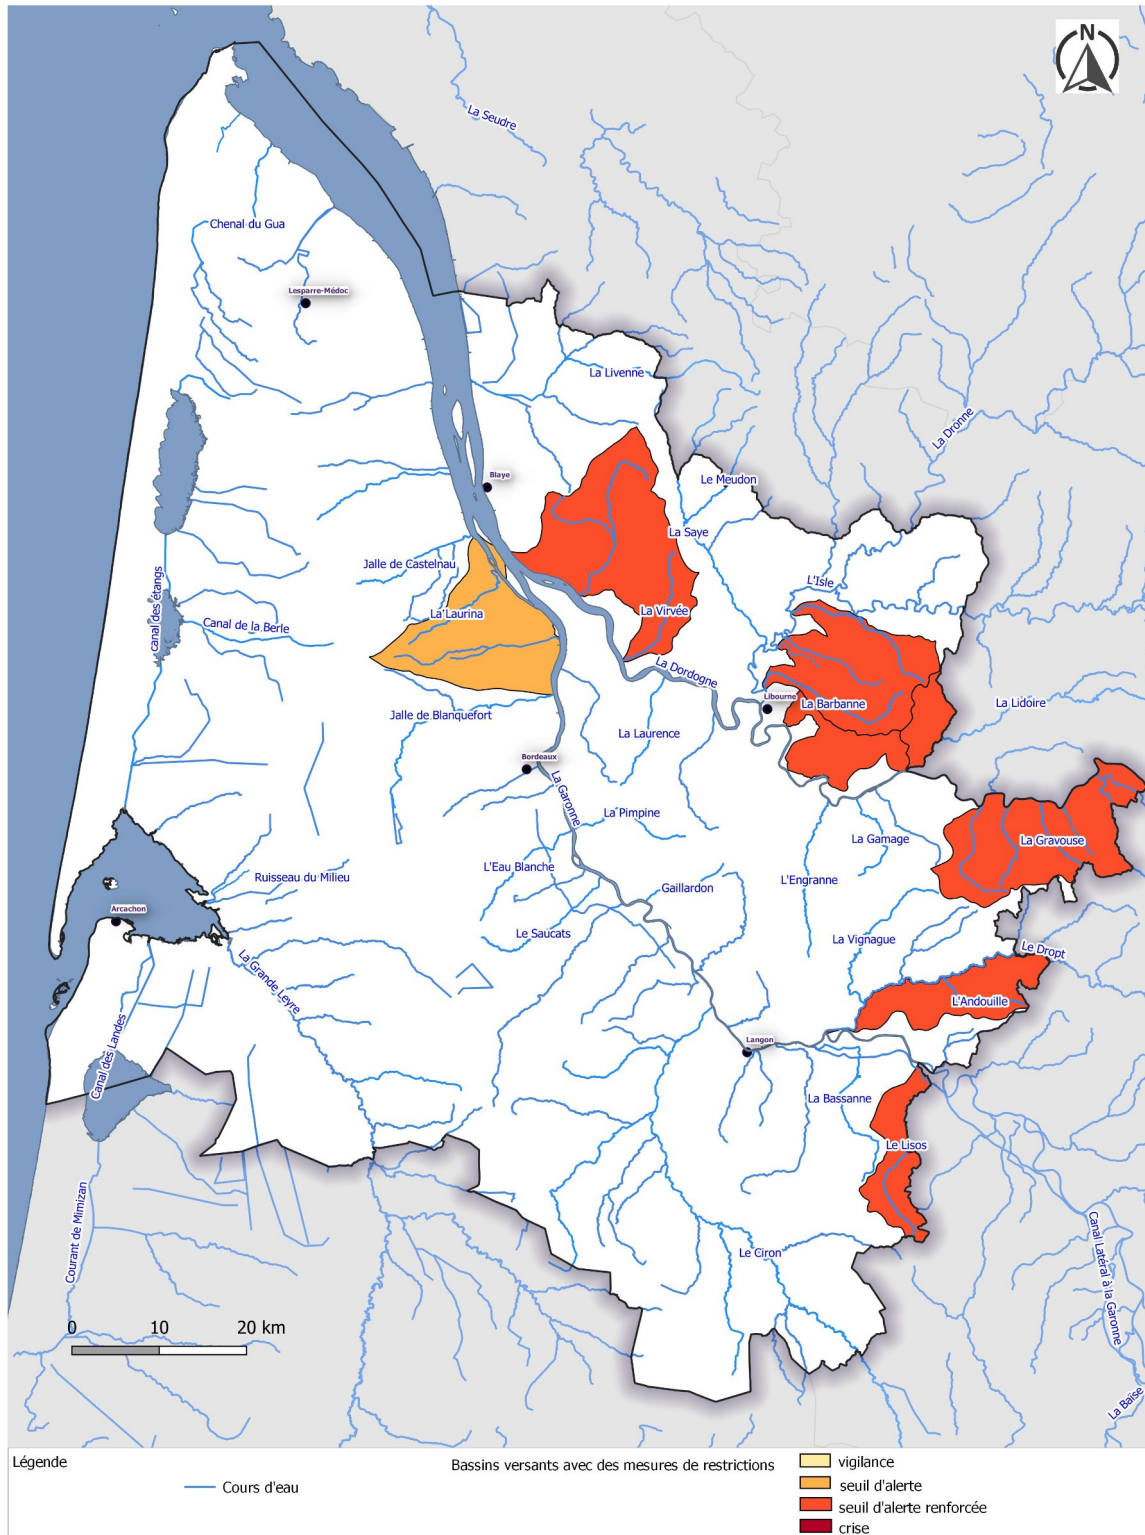 N
La Seudre
Chenal du Gua
Lesparre-Médoc
La Livenne
La Dronne
Blaye
Le Meudon
La Saye
Jalle de Castelnau
L'Isle
canal des étangs
La Laurina
La Virvée
Canal de la Berle
La Dordogne
Libourne
La Barbanne
La Lidoire
Jalle de Blanquefort
La Laurence
Bordeaux
La Garonne
La Pimpine
La Gamage
La Gravouse
L'Eau Blanche
Ruisseau du Milieu
Gaillardon
L'Engranne
Arcachon
Le Saucats
La Vignague
Le Dropt
La Grande Leyre
L'Andouille
Canal des Landes
Langon
La Bassanne
Le Lisos
Courant de Mimizan
Le Ciron
Canal Latéral à la Garonne
0 10 20 km
La Baïse
Légende
Cours d'eau
Bassins versants avec des mesures de restrictions
vigilance
seuil d'alerte
seuil d'alerte renforcée
crise